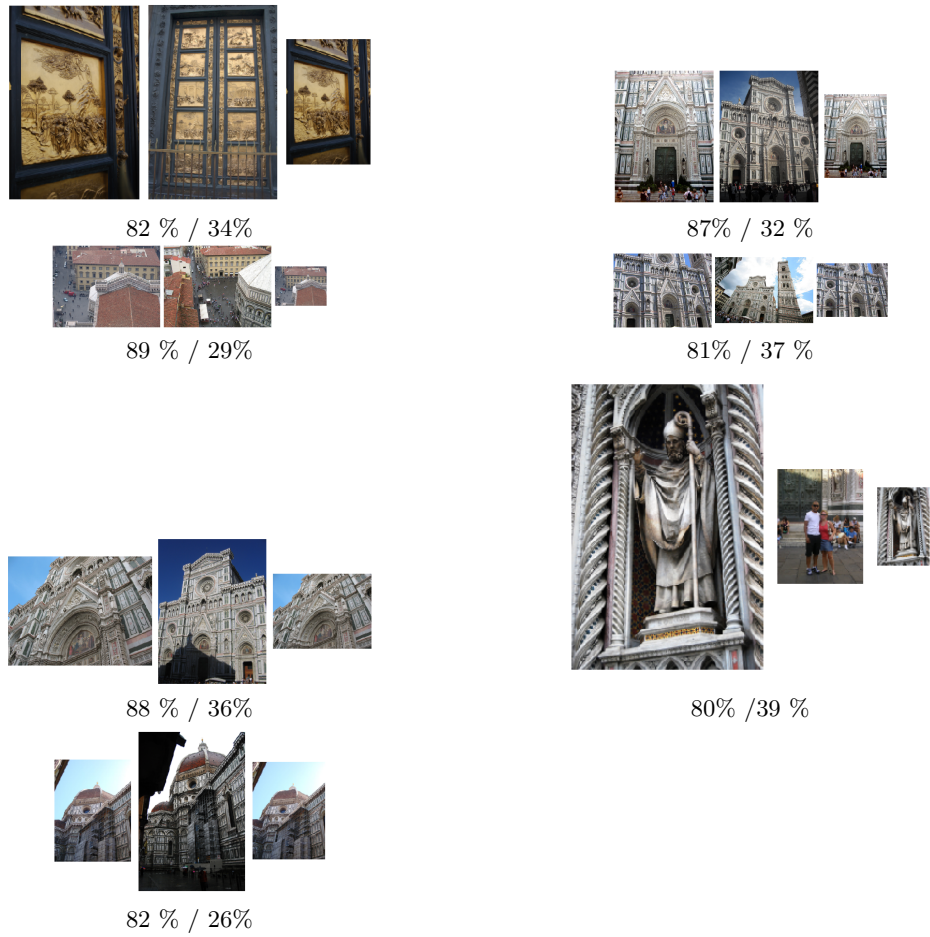 82 % / 34%
87% / 32 %
89 % / 29%
81% / 37 %
88 % / 36%
80% /39 %
82 % / 26%